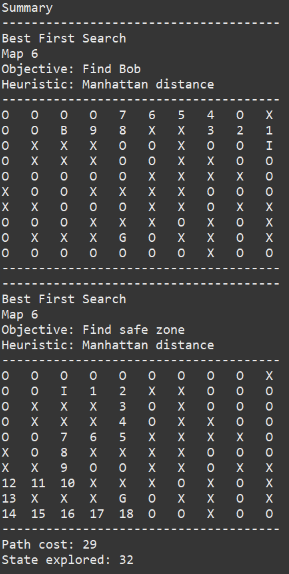 Summary
------------------------------------
Best First Search
Map 6
Objective: Find Bob
Heuristic: Manhattan distance
------------------------------------
O O O O 7 6 5 4 O X
O O B 9 8 X X 3 2 1
O X X X O O X O O I
O X X X O O X O O O
O O O O O X X X X O
X O X X X O X O O O
X X O O O O X O X X
O O O X X X O X O X
O X X X G O X X X O
O O O O O O O X O O
------------------------------------
------------------------------------
Best First Search
Map 6
Objective: Find safe zone
Heuristic: Manhattan distance
------------------------------------
O O O O O O O O O X
O O I 1 2 X X O O O
O X X X 3 O X O O O
O X X X 4 O X O O O
O O 7 6 5 X X X X O
X O 8 X X X X O O O
X X 9 O O X X O X X
12 11 10 X X X O X O X
13 X X X G O X X X O
14 15 16 17 18 O O X O O
------------------------------------
Path cost: 29
State explored: 32